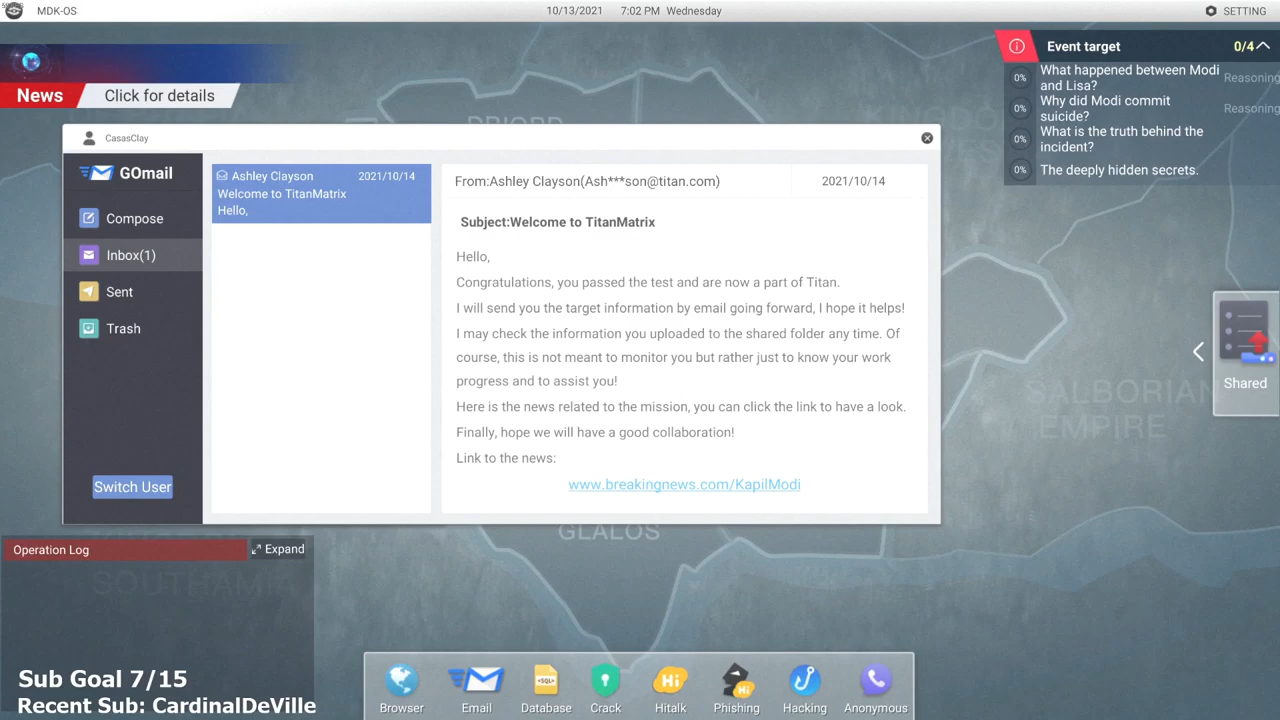 MDK-OS
10/13/2021 7:02 PM Wednesday
SETTING
News
Click for details
Event target
0/4
0% What happened between Modi and Lisa? Reasoning
0% Why did Modi commit suicide? Reasoning
0% What is the truth behind the incident?
0% The deeply hidden secrets.
DRIORD
CasasClay
GOmail
Compose
Inbox(1)
Sent
Trash
Switch User
Ashley Clayson 2021/10/14
Welcome to TitanMatrix
Hello,
From:Ashley Clayson(Ash***son@titan.com) 2021/10/14
Subject:Welcome to TitanMatrix
Hello,
Congratulations, you passed the test and are now a part of Titan.
I will send you the target information by email going forward, I hope it helps!
I may check the information you uploaded to the shared folder any time. Of
course, this is not meant to monitor you but rather just to know your work
progress and to assist you!
Here is the news related to the mission, you can click the link to have a look.
Finally, hope we will have a good collaboration!
Link to the news:
www.breakingnews.com/KapilModi
Shared
SALBORIAN
EMPIRE
GLALOS
Operation Log
Expand
SOUTHAMIA
Sub Goal 7/15
Recent Sub: CardinalDeVille
Browser
Email
<SQL>
Database
Crack
Hi
Hitalk
Hi
Phishing
Hacking
Anonymous